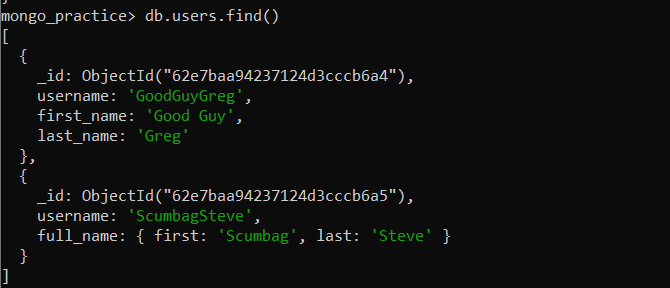 mongo_practice> db.users.find()
[
  {
    _id: ObjectId("62e7baa94237124d3cccb6a4"),
    username: 'GoodGuyGreg',
    first_name: 'Good Guy',
    last_name: 'Greg'
  },
  {
    _id: ObjectId("62e7baa94237124d3cccb6a5"),
    username: 'ScumbagSteve',
    full_name: { first: 'Scumbag', last: 'Steve' }
  }
]